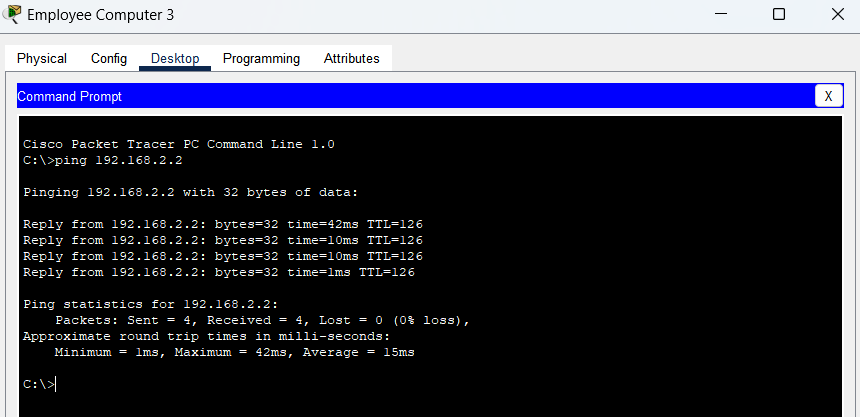 Employee Computer 3
Physical Config Desktop Programming Attributes
Command Prompt X
Cisco Packet Tracer PC Command Line 1.0
C:\>ping 192.168.2.2
Pinging 192.168.2.2 with 32 bytes of data:
Reply from 192.168.2.2: bytes=32 time=42ms TTL=126
Reply from 192.168.2.2: bytes=32 time=10ms TTL=126
Reply from 192.168.2.2: bytes=32 time=10ms TTL=126
Reply from 192.168.2.2: bytes=32 time=1ms TTL=126
Ping statistics for 192.168.2.2:
    Packets: Sent = 4, Received = 4, Lost = 0 (0% loss),
Approximate round trip times in milli-seconds:
    Minimum = 1ms, Maximum = 42ms, Average = 15ms
C:\>